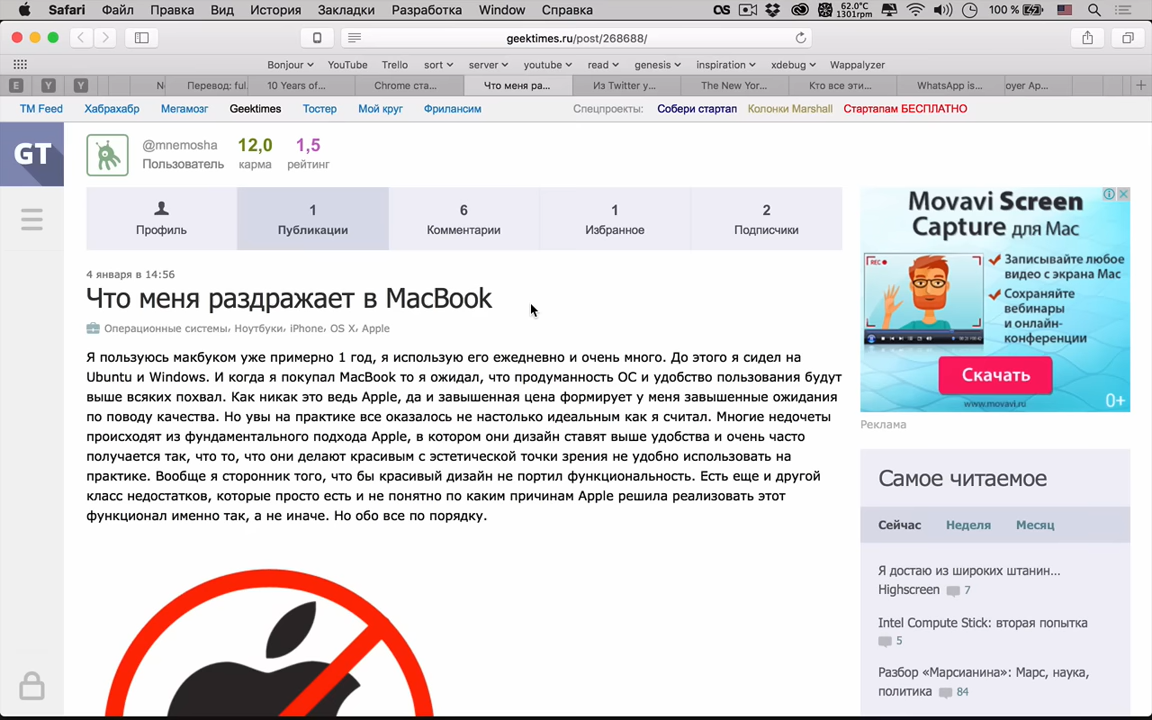 Safari Файл Правка Вид История Закладки Разработка Window Справка 62.0°C 1301rpm 100 %
geektimes.ru/post/268688/
Bonjour YouTube Trello sort server youtube read genesis inspiration xdebug Wappalyzer
E Y Y Перевод: ful. 10 Years of... Chrome ста... Что меня ра... Из Twitter у... The New Yor... Кто все эти... WhatsApp is... oyer Ap...
TM Feed Хабрахабр Мегамозг Geektimes Тостер Мой круг Фрилансим Спецпроекты: Собери стартап Колонки Marshall Стартапам БЕСПЛАТНО
GT
@mnemosha
Пользователь
12,0
карма
1,5
рейтинг
Профиль
1
Публикации
6
Комментарии
1
Избранное
2
Подписчики
4 января в 14:56
Что меня раздражает в MacBook
Операционные системы, Ноутбуки, iPhone, OS X, Apple
Я пользуюсь макбуком уже примерно 1 год, я использую его ежедневно и очень много. До этого я сидел на
Ubuntu и Windows. И когда я покупал MacBook то я ожидал, что продуманность ОС и удобство пользования будут
выше всяких похвал. Как никак это ведь Apple, да и завышенная цена формирует у меня завышенные ожидания
по поводу качества. Но увы на практике все оказалось не настолько идеальным как я считал. Многие недочеты
происходят из фундаментального подхода Apple, в котором они дизайн ставят выше удобства и очень часто
получается так, что то, что они делают красивым с эстетической точки зрения не удобно использовать на
практике. Вообще я сторонник того, что бы красивый дизайн не портил функциональность. Есть еще и другой
класс недостатков, которые просто есть и не понятно по каким причинам Apple решила реализовать этот
функционал именно так, а не иначе. Но обо все по порядку.
Movavi Screen
Capture для Mac
REC
Записывайте любое
видео с экрана Mac
Сохраняйте
вебинары
и онлайн-
конференции
Скачать
www.movavi.ru
0+
Реклама
Самое читаемое
Сейчас Неделя Месяц
Я достаю из широких штанин...
Highscreen 7
Intel Compute Stick: вторая попытка
5
Разбор «Марсианина»: Марс, наука,
политика 84